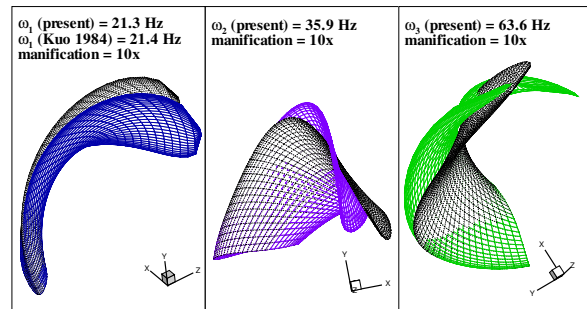 ω₁ (present) = 21.3 Hz
ω₁ (Kuo 1984) = 21.4 Hz
manification = 10x
ω₂ (present) = 35.9 Hz
manification = 10x
ω₃ (present) = 63.6 Hz
manification = 10x
X Y Z
Y Z X
X Y Z